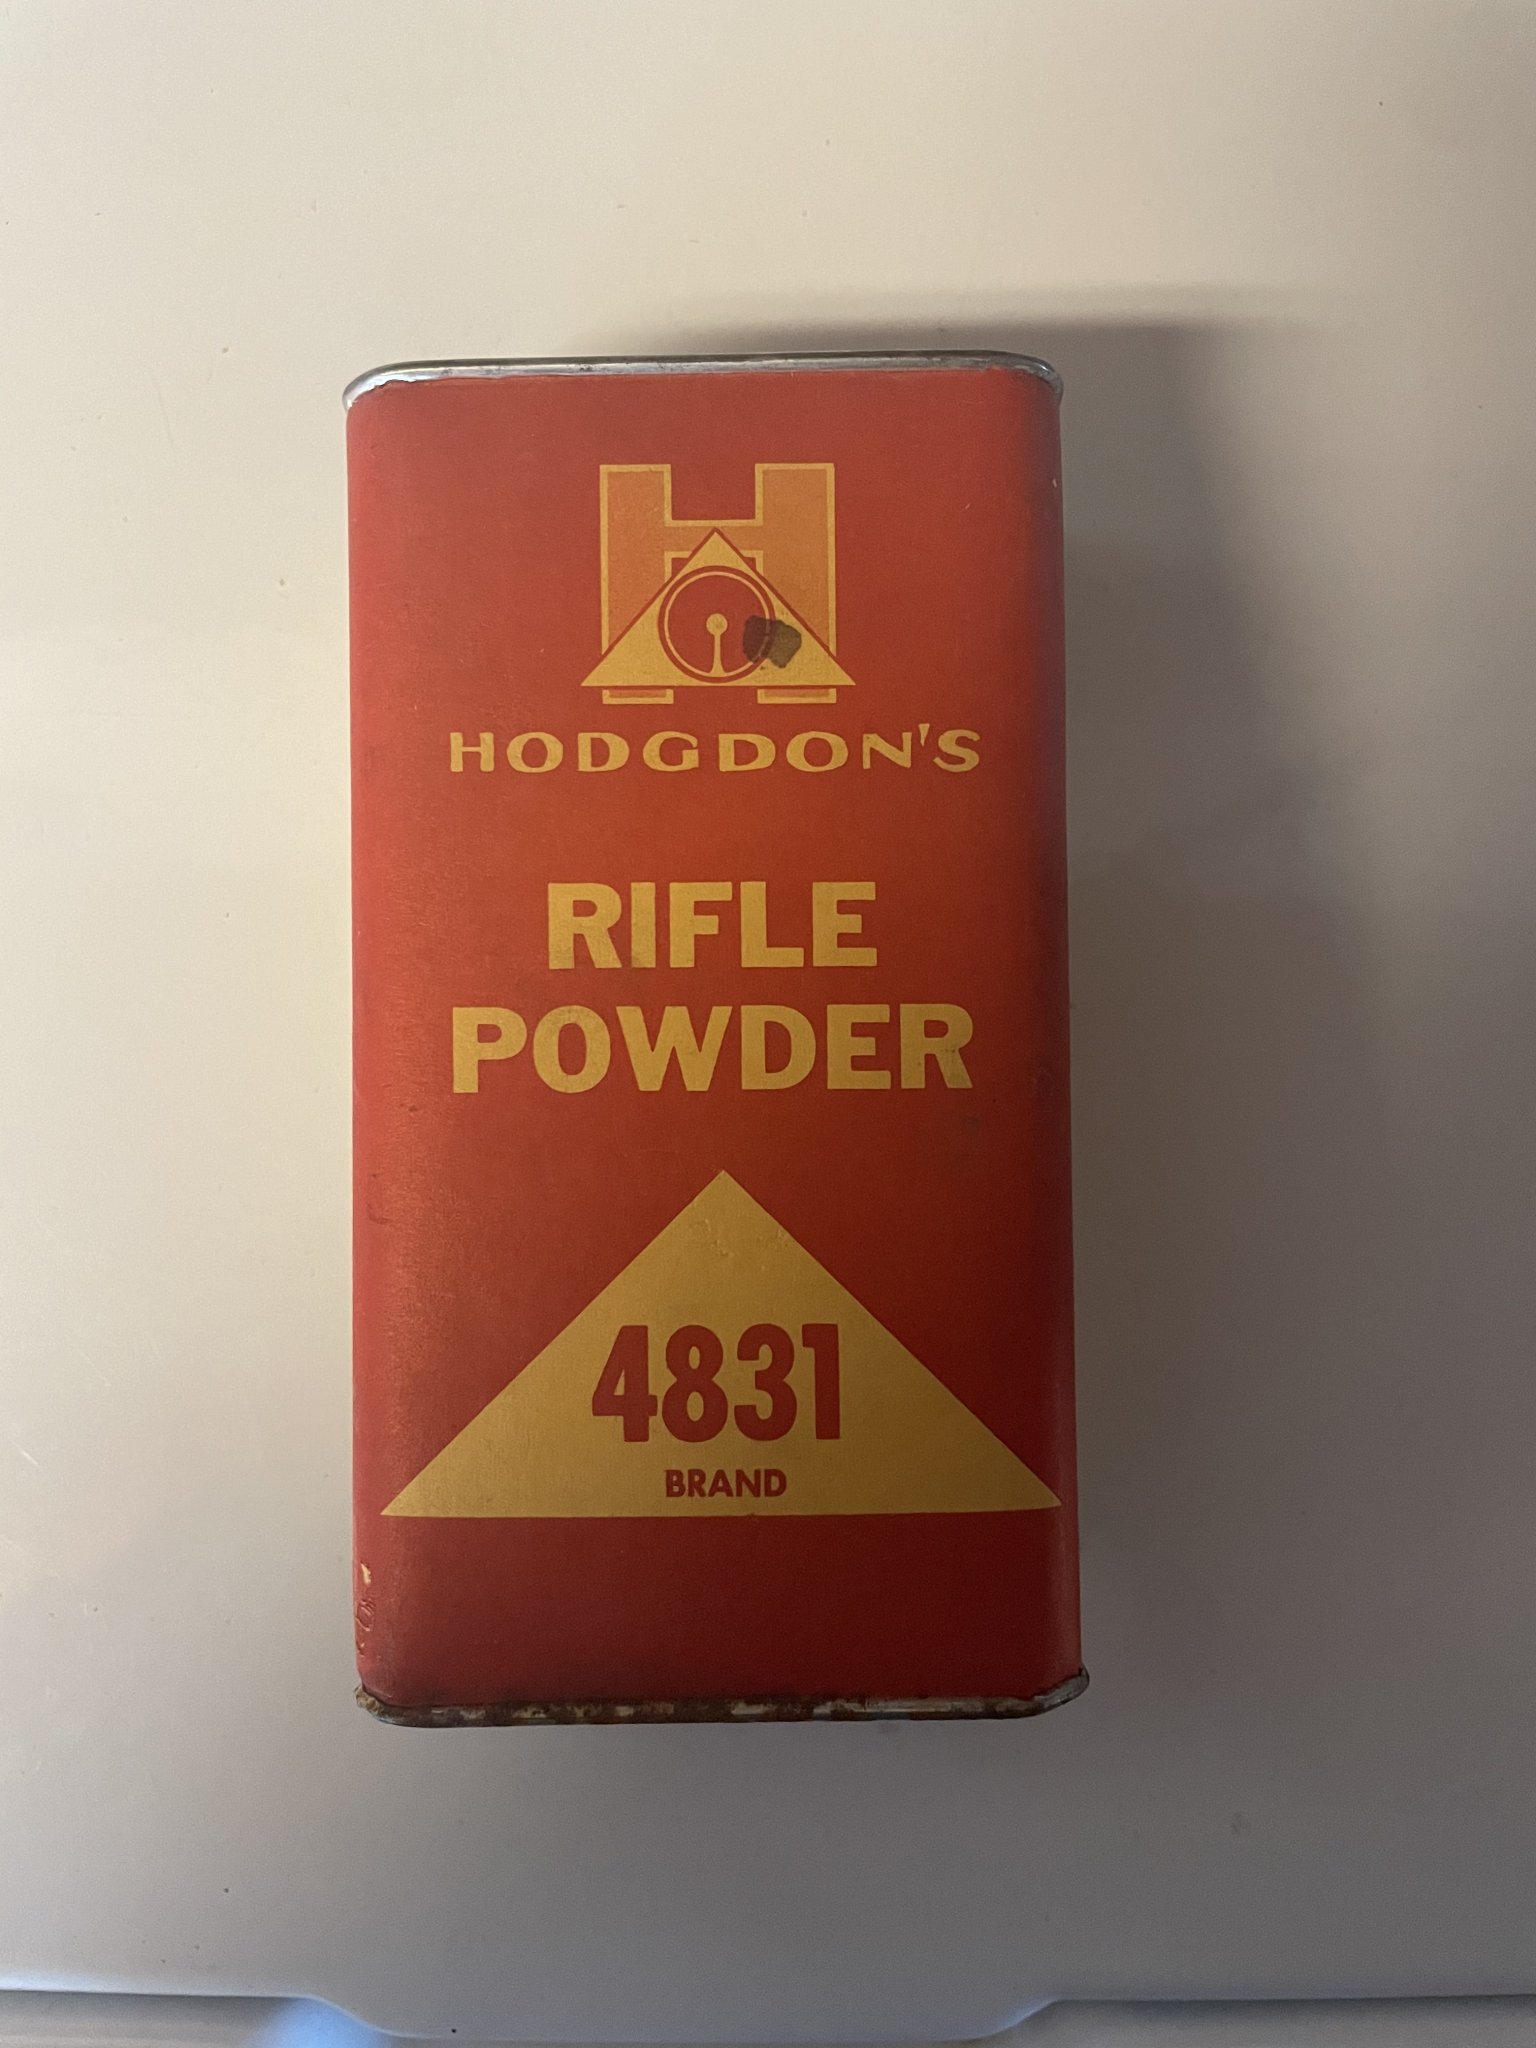 H
HODGDON'S
RIFLE
POWDER
4831
BRAND